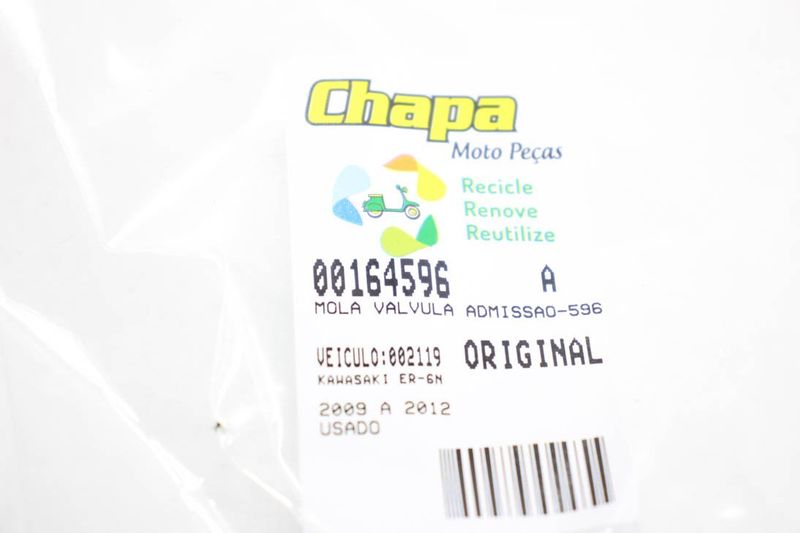 Chapa
Moto Peças
Recicle
Renove
Reutilize
00164596 A
MOLA VALVULA ADMISSAO-596
VEICULO:002119 ORIGINAL
KAWASAKI ER-6N
2009 A 2012
USADO